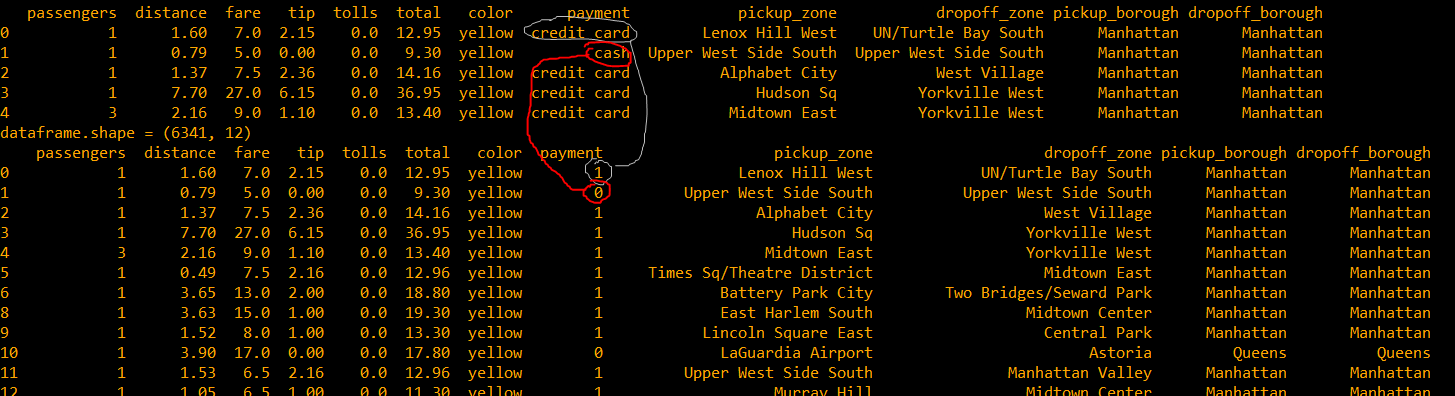 passengers distance fare tip tolls total color payment pickup_zone dropoff_zone pickup_borough dropoff_borough
0 1 1.60 7.0 2.15 0.0 12.95 yellow credit card Lenox Hill West UN/Turtle Bay South Manhattan Manhattan
1 1 0.79 5.0 0.00 0.0 9.30 yellow cash Upper West Side South Upper West Side South Manhattan Manhattan
2 1 1.37 7.5 2.36 0.0 14.16 yellow credit card Alphabet City West Village Manhattan Manhattan
3 1 7.70 27.0 6.15 0.0 36.95 yellow credit card Hudson Sq Yorkville West Manhattan Manhattan
4 3 2.16 9.0 1.10 0.0 13.40 yellow credit card Midtown East Yorkville West Manhattan Manhattan
dataframe.shape = (6341, 12)
passengers distance fare tip tolls total color payment pickup_zone dropoff_zone pickup_borough dropoff_borough
0 1 1.60 7.0 2.15 0.0 12.95 yellow 1 Lenox Hill West UN/Turtle Bay South Manhattan Manhattan
1 1 0.79 5.0 0.00 0.0 9.30 yellow 0 Upper West Side South Upper West Side South Manhattan Manhattan
2 1 1.37 7.5 2.36 0.0 14.16 yellow 1 Alphabet City West Village Manhattan Manhattan
3 1 7.70 27.0 6.15 0.0 36.95 yellow 1 Hudson Sq Yorkville West Manhattan Manhattan
4 3 2.16 9.0 1.10 0.0 13.40 yellow 1 Midtown East Yorkville West Manhattan Manhattan
5 1 0.49 7.5 2.16 0.0 12.96 yellow 1 Times Sq/Theatre District Midtown East Manhattan Manhattan
6 1 3.65 13.0 2.00 0.0 18.80 yellow 1 Battery Park City Two Bridges/Seward Park Manhattan Manhattan
8 1 3.63 15.0 1.00 0.0 19.30 yellow 1 East Harlem South Midtown Center Manhattan Manhattan
9 1 1.52 8.0 1.00 0.0 13.30 yellow 1 Lincoln Square East Central Park Manhattan Manhattan
10 1 3.90 17.0 0.00 0.0 17.80 yellow 0 LaGuardia Airport Astoria Queens Queens
11 1 1.53 6.5 2.16 0.0 12.96 yellow 1 Upper West Side South Manhattan Valley Manhattan Manhattan
12 1 1.05 6.5 1.00 0.0 11.30 yellow 1 Murray Hill Midtown Center Manhattan Manhattan